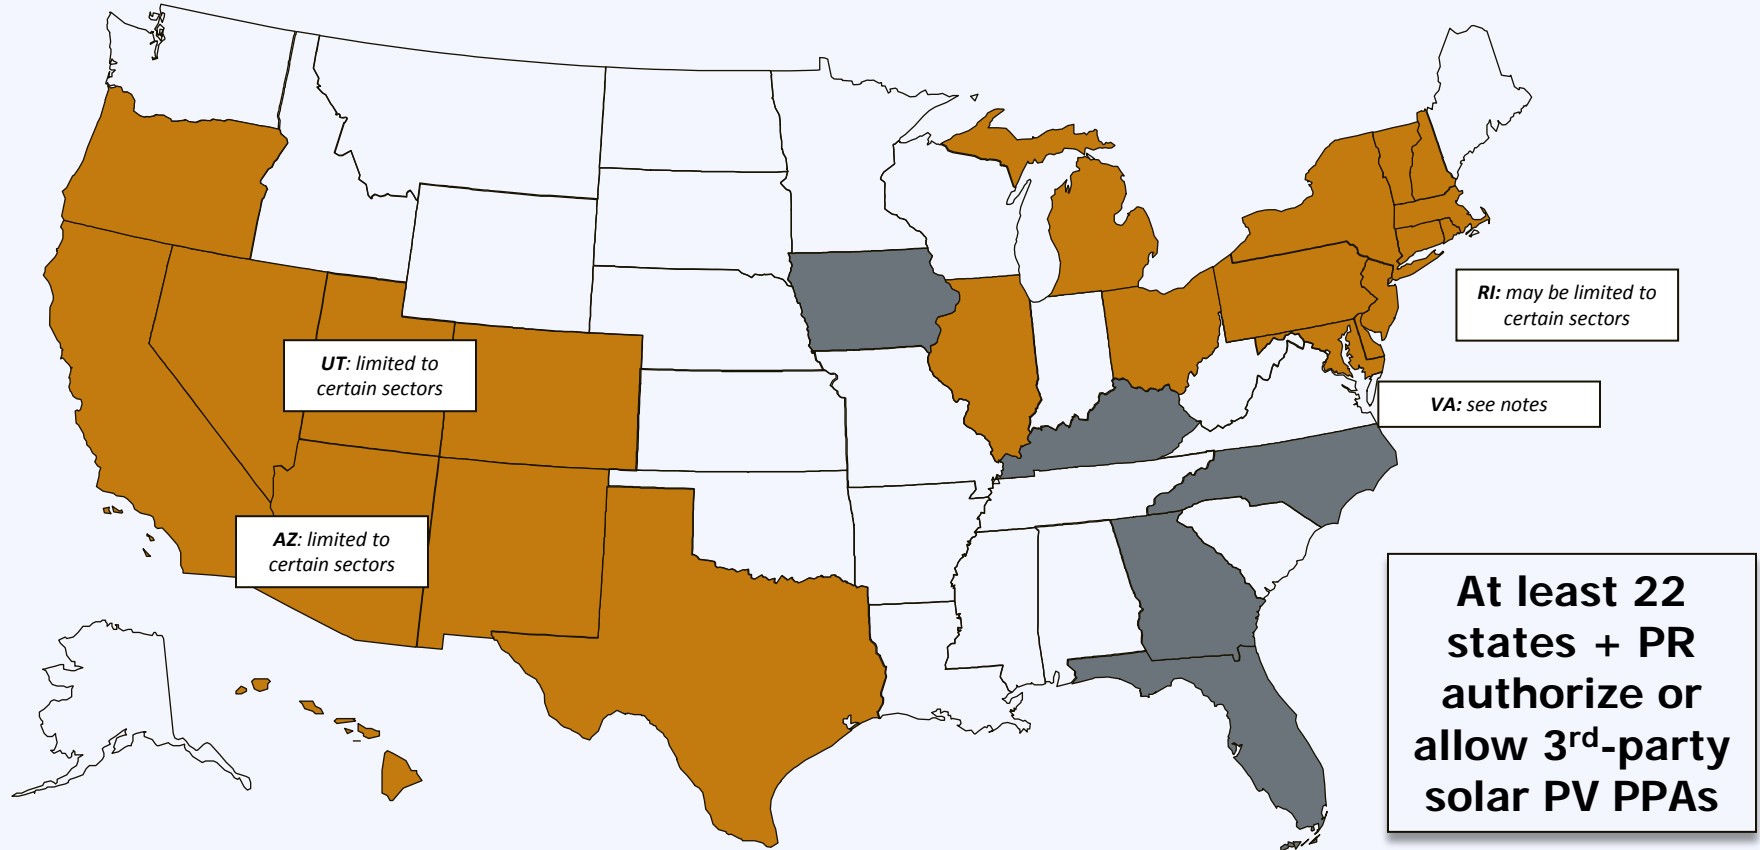 RI: may be limited to
certain sectors
UT: limited to
certain sectors
VA: see notes
AZ: limited to
certain sectors
At least 22
states + PR
authorize or
allow 3rd-party
solar PV PPAs